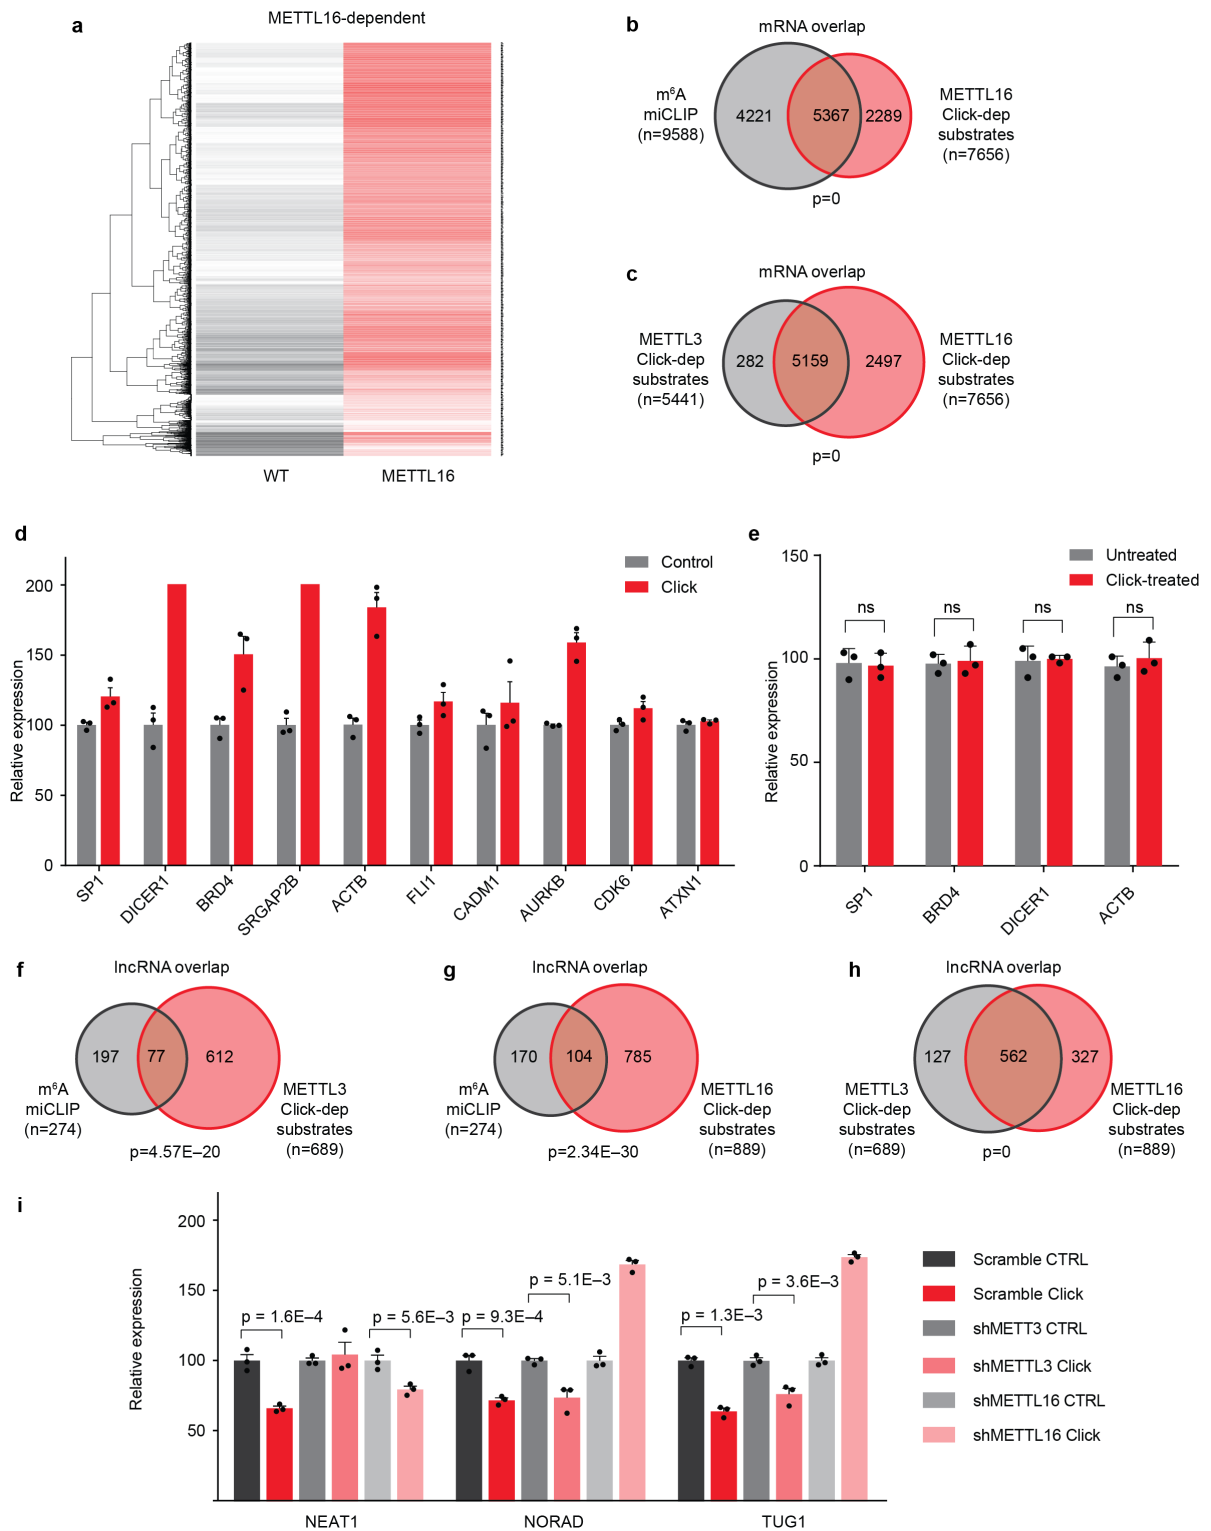 a
METTL16-dependent
WT
METTL16
b
mRNA overlap
m⁶A
miCLIP
(n=9588)
4221
5367
2289
METTL16
Click-dep
substrates
(n=7656)
p=0
c
mRNA overlap
METTL3
Click-dep
substrates
(n=5441)
282
5159
2497
METTL16
Click-dep
substrates
(n=7656)
p=0
d
Relative expression
200
150
100
50
0
Control
Click
SP1
DICER1
BRD4
SRGAP2B
ACTB
FLI1
CADM1
AURKB
CDK6
ATXN1
e
Relative expression
150
100
50
0
Untreated
Click-treated
ns
ns
ns
ns
SP1
BRD4
DICER1
ACTB
f
lncRNA overlap
197
77
612
m⁶A
miCLIP
(n=274)
METTL3
Click-dep
substrates
(n=689)
p=4.57E–20
g
lncRNA overlap
170
104
785
m⁶A
miCLIP
(n=274)
METTL16
Click-dep
substrates
(n=889)
p=2.34E–30
h
lncRNA overlap
127
562
327
METTL3
Click-dep
substrates
(n=689)
METTL16
Click-dep
substrates
(n=889)
p=0
i
Relative expression
200
150
100
50
p = 1.6E–4
p = 5.6E–3
p = 9.3E–4
p = 5.1E–3
p = 1.3E–3
p = 3.6E–3
NEAT1
NORAD
TUG1
Scramble CTRL
Scramble Click
shMETT3 CTRL
shMETTL3 Click
shMETTL16 CTRL
shMETTL16 Click